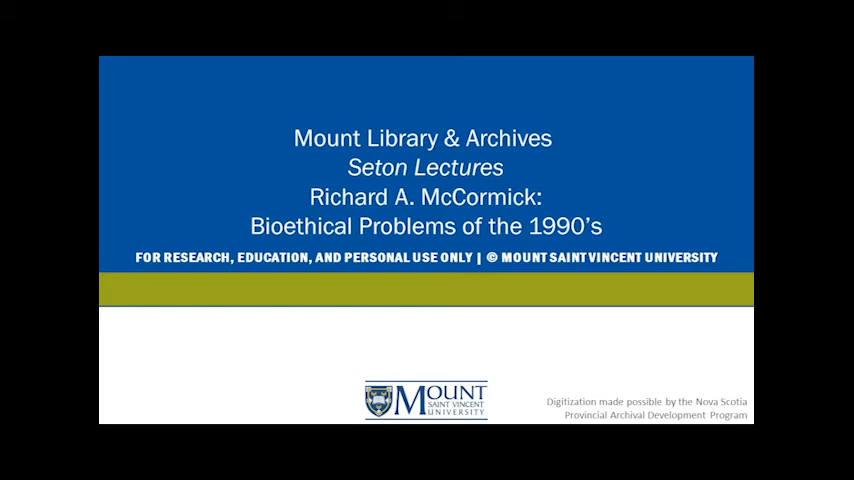 Mount Library & Archives
Seton Lectures
Richard A. McCormick:
Bioethical Problems of the 1990's
FOR RESEARCH, EDUCATION, AND PERSONAL USE ONLY | © MOUNT SAINT VINCENT UNIVERSITY
MOUNT
SAINT VINCENT
UNIVERSITY
Digitization made possible by the Nova Scotia
Provincial Archival Development Program